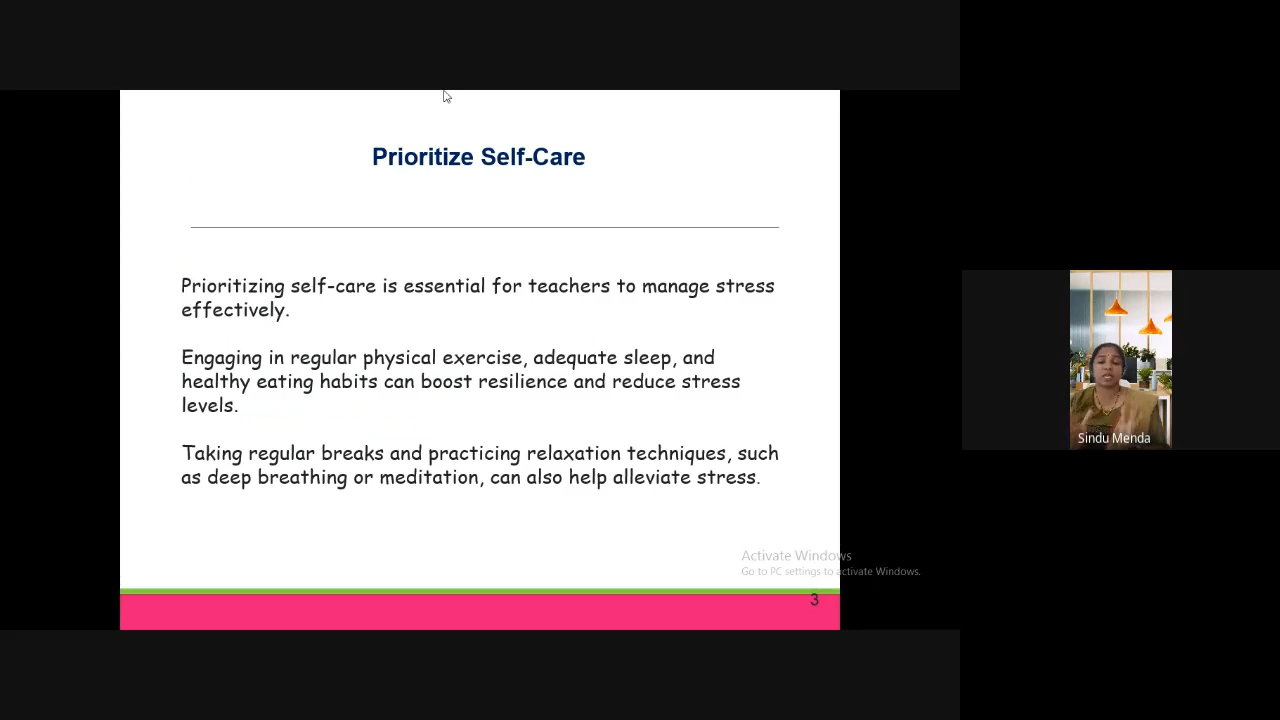 Prioritize Self-Care
Prioritizing self-care is essential for teachers to manage stress
effectively.
Engaging in regular physical exercise, adequate sleep, and
healthy eating habits can boost resilience and reduce stress
levels.
Taking regular breaks and practicing relaxation techniques, such
as deep breathing or meditation, can also help alleviate stress.
Activate Windows
Go to PC settings to activate Windows.
3
Sindu Menda